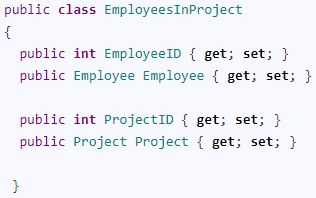 public class EmployeesInProject
{
public int EmployeeID { get; set; }
public Employee Employee { get; set; }
public int ProjectID { get; set; }
public Project Project { get; set; }
}